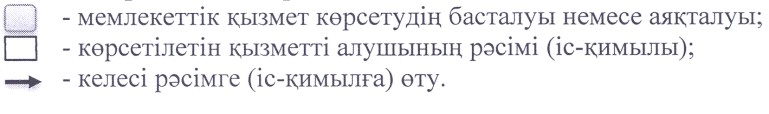 - мемлекеттік қызмет көрсетудің басталуы немесе аяқталуы;
- көрсетілетін қызметті алушының рәсімі (іс-қимылы);
- келесі рәсімге (іс-қимылға) өту.